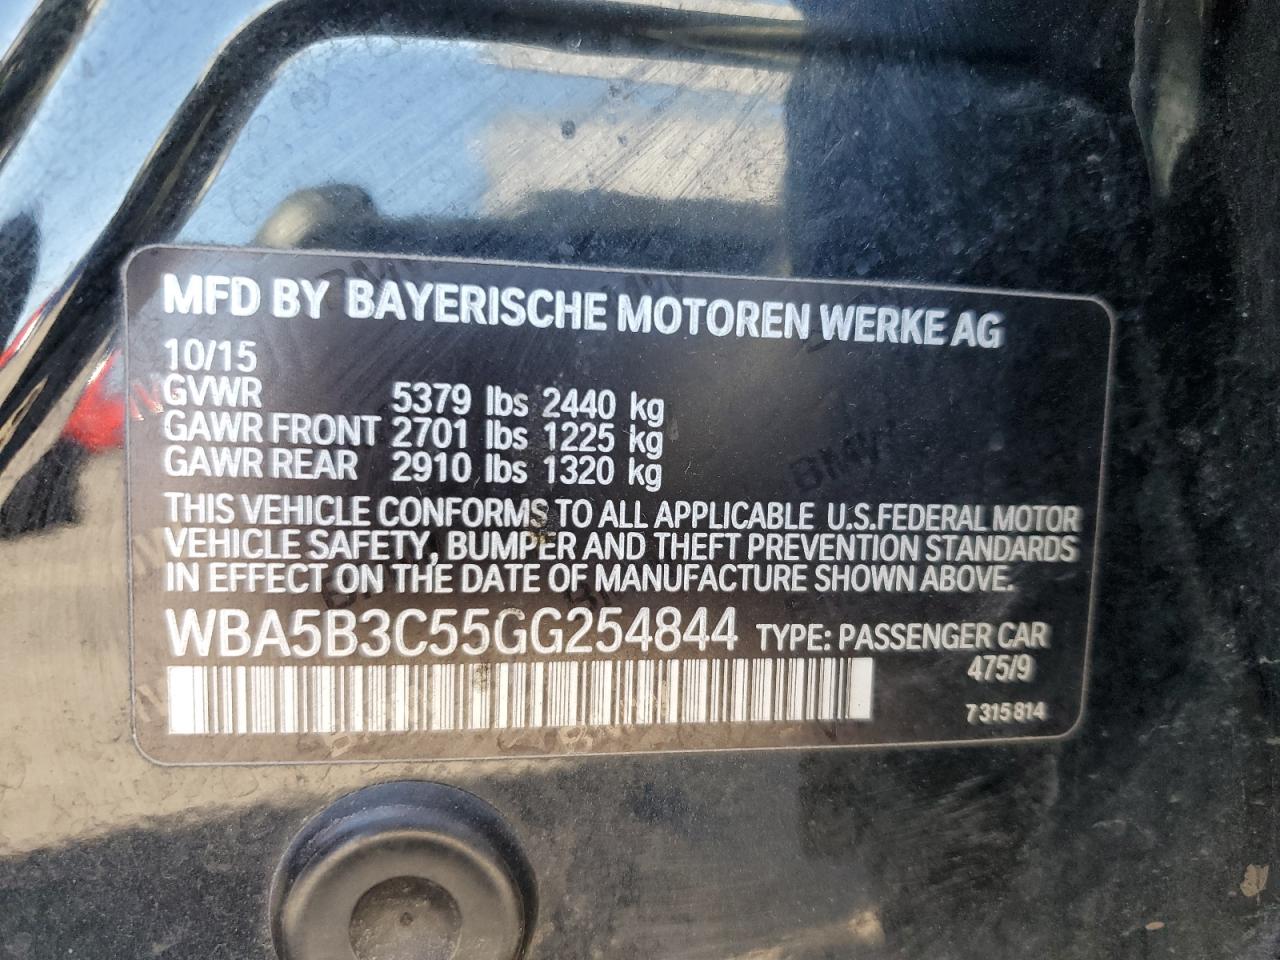 MFD BY BAYERISCHE MOTOREN WERKE AG
10/15
GVWR 5379 lbs 2440 kg
GAWR FRONT 2701 lbs 1225 kg
GAWR REAR 2910 lbs 1320 kg
THIS VEHICLE CONFORMS TO ALL APPLICABLE U.S.FEDERAL MOTOR
VEHICLE SAFETY, BUMPER AND THEFT PREVENTION STANDARDS
IN EFFECT ON THE DATE OF MANUFACTURE SHOWN ABOVE.
WBA5B3C55GG254844 TYPE: PASSENGER CAR
475/9
7 315 814